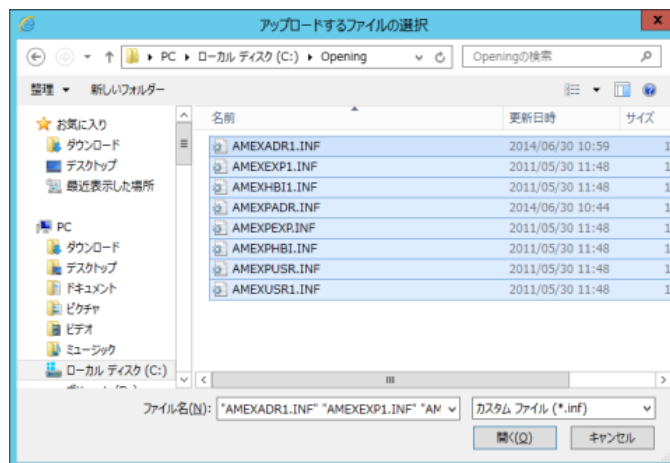 アップロードするファイルの選択
PC ローカル ディスク (C:) Opening
Openingの検索
整理 新しいフォルダー
名前 更新日時 サイズ
お気に入り
ダウンロード
デスクトップ
最近表示した場所
PC
ダウンロード
デスクトップ
ドキュメント
ピクチャ
ビデオ
ミュージック
ローカル ディスク (C:)
AMEXADR1.INF 2014/06/30 10:59 1
AMEXEXP1.INF 2011/05/30 11:48 1
AMEXHBI1.INF 2011/05/30 11:48 1
AMEXPADR.INF 2014/06/30 10:44 1
AMEXPEXP.INF 2011/05/30 11:48 1
AMEXPHBI.INF 2011/05/30 11:48 1
AMEXPUSR.INF 2011/05/30 11:48 1
AMEXUSR1.INF 2011/05/30 11:48 1
ファイル名(N): "AMEXADR1.INF" "AMEXEXP1.INF" "AM
カスタム ファイル (*.inf)
開く(O) キャンセル